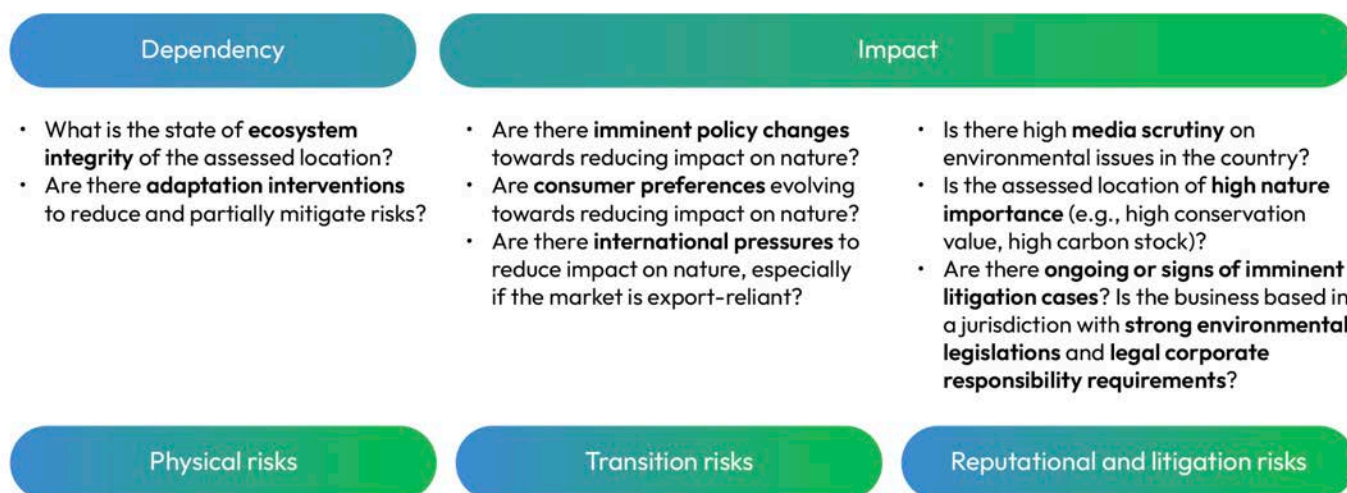 Dependency
Impact
• What is the state of ecosystem
integrity of the assessed location?
• Are there adaptation interventions
to reduce and partially mitigate risks?
• Are there imminent policy changes
towards reducing impact on nature?
• Are consumer preferences evolving
towards reducing impact on nature?
• Are there international pressures to
reduce impact on nature, especially
if the market is export-reliant?
• Is there high media scrutiny on
environmental issues in the country?
• Is the assessed location of high nature
importance (e.g., high conservation
value, high carbon stock)?
• Are there ongoing or signs of imminent
litigation cases? Is the business based in
a jurisdiction with strong environmental
legislations and legal corporate
responsibility requirements?
Physical risks
Transition risks
Reputational and litigation risks